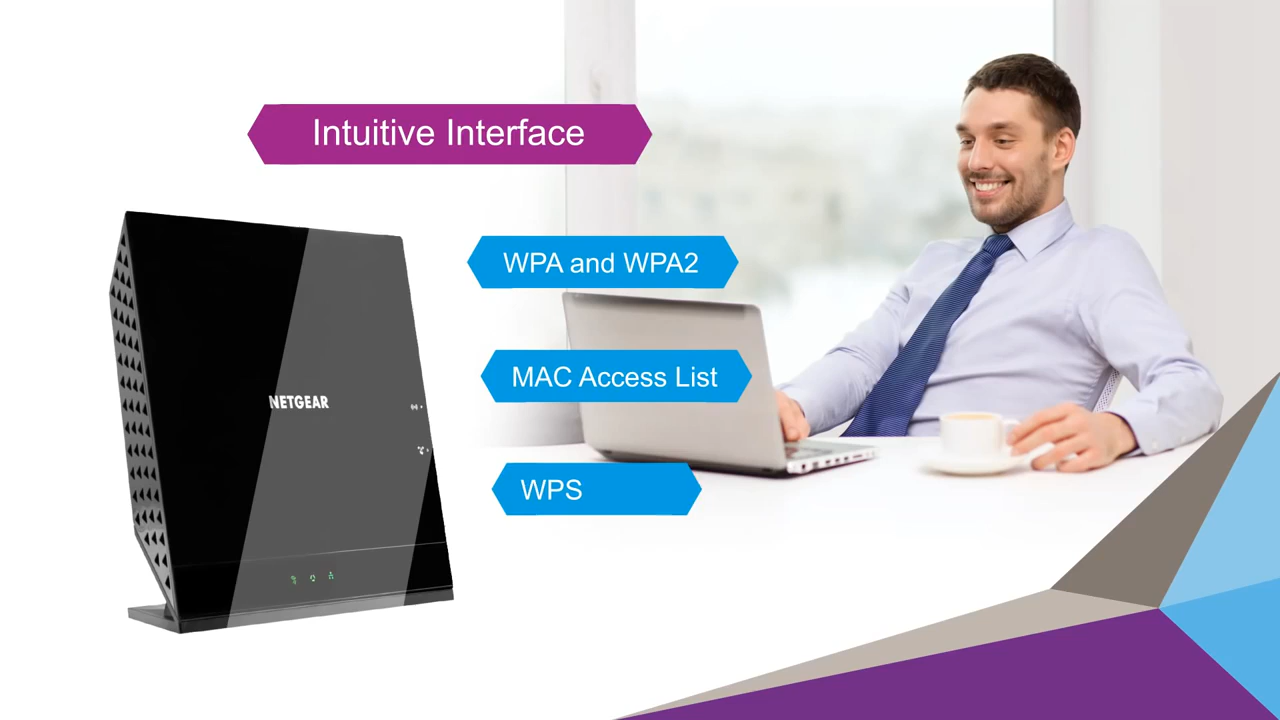 Intuitive Interface
WPA and WPA2
MAC Access List
WPS
NETGEAR